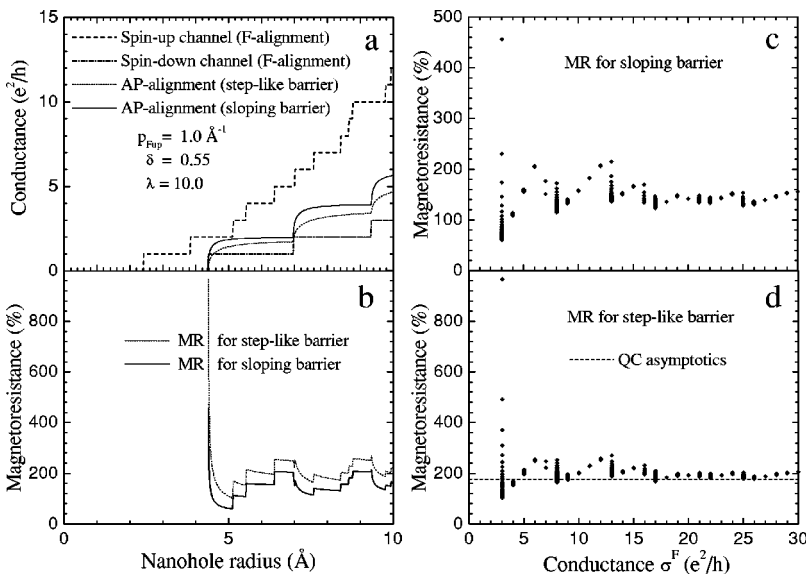 15
10
5
0
Conductance (e²/h)
Spin-up channel (F-alignment)
Spin-down channel (F-alignment)
AP-alignment (step-like barrier)
AP-alignment (sloping barrier)
p_Fup = 1.0 Å⁻¹
δ = 0.55
λ = 10.0
a
800
600
400
200
0
Magnetoresistance (%)
MR for step-like barrier
MR for sloping barrier
b
0 5 10
Nanohole radius (Å)
500
400
300
200
100
0
Magnetoresistance (%)
MR for sloping barrier
c
800
600
400
200
0
Magnetoresistance (%)
MR for step-like barrier
QC asymptotics
d
0 5 10 15 20 25 30
Conductance σ^F (e²/h)